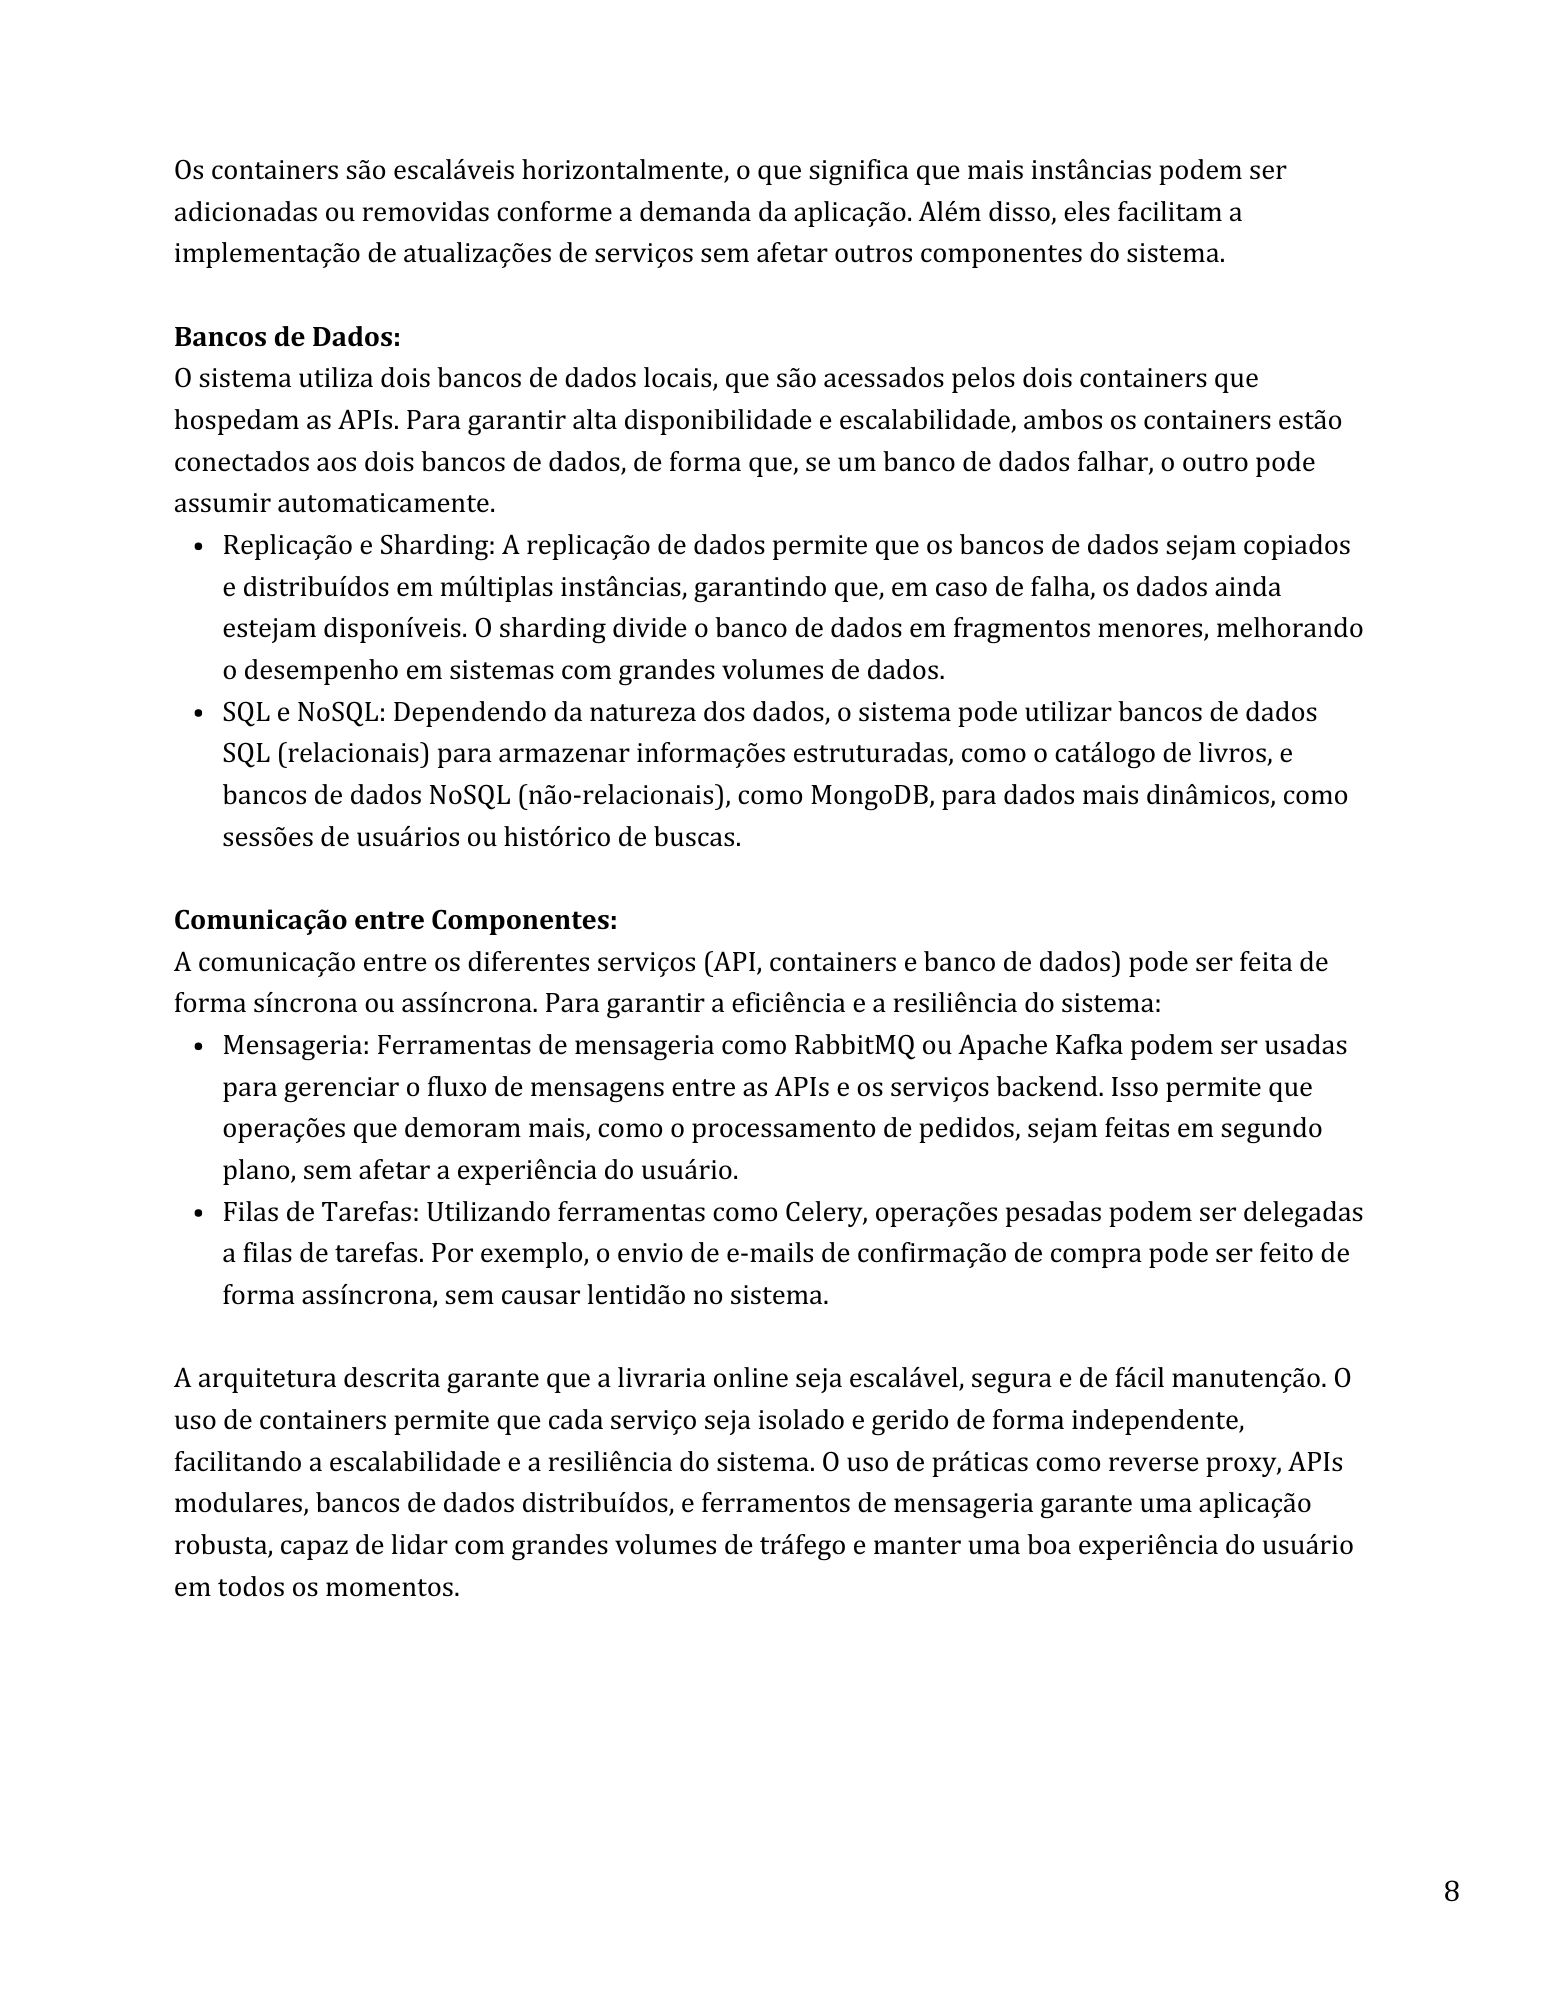 Os containers são escaláveis horizontalmente, o que significa que mais instâncias podem ser
adicionadas ou removidas conforme a demanda da aplicação. Além disso, eles facilitam a
implementação de atualizações de serviços sem afetar outros componentes do sistema.
Bancos de Dados:
O sistema utiliza dois bancos de dados locais, que são acessados pelos dois containers que
hospedam as APIs. Para garantir alta disponibilidade e escalabilidade, ambos os containers estão
conectados aos dois bancos de dados, de forma que, se um banco de dados falhar, o outro pode
assumir automaticamente.
• Replicação e Sharding: A replicação de dados permite que os bancos de dados sejam copiados
e distribuídos em múltiplas instâncias, garantindo que, em caso de falha, os dados ainda
estejam disponíveis. O sharding divide o banco de dados em fragmentos menores, melhorando
o desempenho em sistemas com grandes volumes de dados.
• SQL e NoSQL: Dependendo da natureza dos dados, o sistema pode utilizar bancos de dados
SQL (relacionais) para armazenar informações estruturadas, como o catálogo de livros, e
bancos de dados NoSQL (não-relacionais), como MongoDB, para dados mais dinâmicos, como
sessões de usuários ou histórico de buscas.
Comunicação entre Componentes:
A comunicação entre os diferentes serviços (API, containers e banco de dados) pode ser feita de
forma síncrona ou assíncrona. Para garantir a eficiência e a resiliência do sistema:
• Mensageria: Ferramentas de mensageria como RabbitMQ ou Apache Kafka podem ser usadas
para gerenciar o fluxo de mensagens entre as APIs e os serviços backend. Isso permite que
operações que demoram mais, como o processamento de pedidos, sejam feitas em segundo
plano, sem afetar a experiência do usuário.
• Filas de Tarefas: Utilizando ferramentas como Celery, operações pesadas podem ser delegadas
a filas de tarefas. Por exemplo, o envio de e-mails de confirmação de compra pode ser feito de
forma assíncrona, sem causar lentidão no sistema.
A arquitetura descrita garante que a livraria online seja escalável, segura e de fácil manutenção. O
uso de containers permite que cada serviço seja isolado e gerido de forma independente,
facilitando a escalabilidade e a resiliência do sistema. O uso de práticas como reverse proxy, APIs
modulares, bancos de dados distribuídos, e ferramentos de mensageria garante uma aplicação
robusta, capaz de lidar com grandes volumes de tráfego e manter uma boa experiência do usuário
em todos os momentos.
8